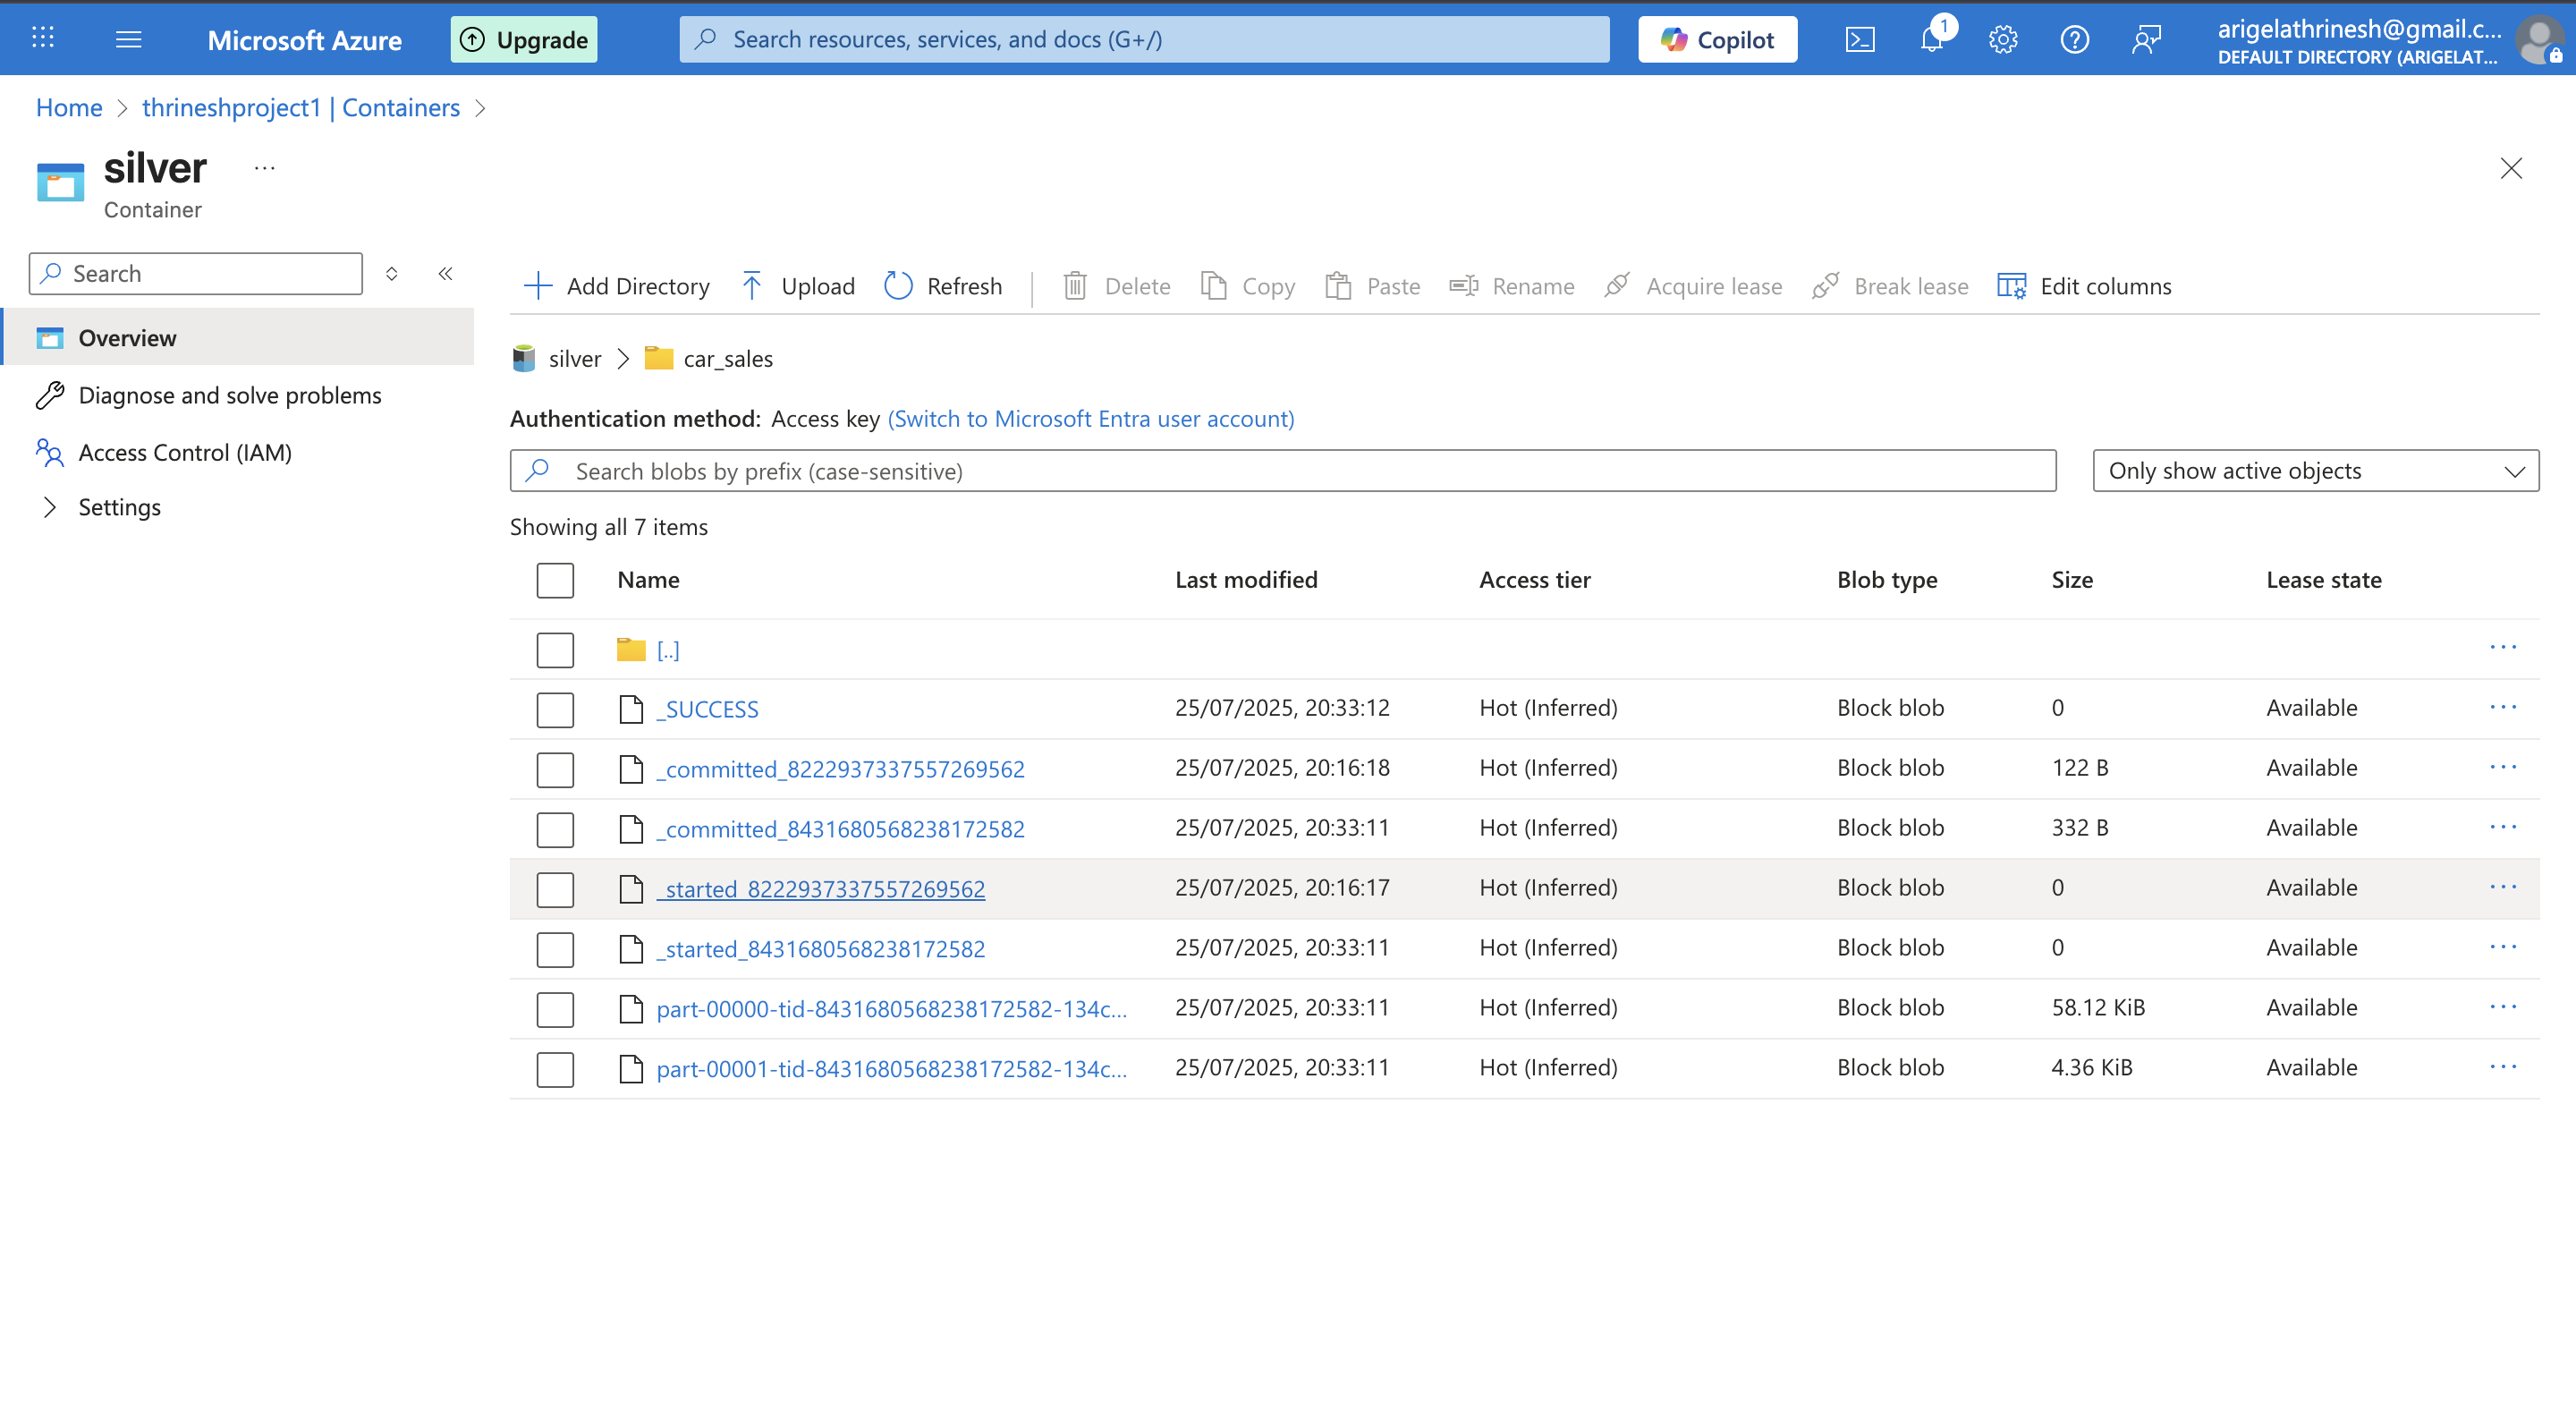 Microsoft Azure
Upgrade
Search resources, services, and docs (G+/)
Copilot
1
arigelathrinesh@gmail.c...
DEFAULT DIRECTORY (ARIGELAT...
Home > thrineshproject1 | Containers >
silver ...
Container
Search
Overview
Diagnose and solve problems
Access Control (IAM)
Settings
Add Directory Upload Refresh Delete Copy Paste Rename Acquire lease Break lease Edit columns
silver > car_sales
Authentication method: Access key (Switch to Microsoft Entra user account)
Search blobs by prefix (case-sensitive)
Only show active objects
Showing all 7 items
Name Last modified Access tier Blob type Size Lease state
[..] ...
_SUCCESS 25/07/2025, 20:33:12 Hot (Inferred) Block blob 0 Available ...
_committed_8222937337557269562 25/07/2025, 20:16:18 Hot (Inferred) Block blob 122 B Available ...
_committed_8431680568238172582 25/07/2025, 20:33:11 Hot (Inferred) Block blob 332 B Available ...
_started_8222937337557269562 25/07/2025, 20:16:17 Hot (Inferred) Block blob 0 Available ...
_started_8431680568238172582 25/07/2025, 20:33:11 Hot (Inferred) Block blob 0 Available ...
part-00000-tid-8431680568238172582-134c... 25/07/2025, 20:33:11 Hot (Inferred) Block blob 58.12 KiB Available ...
part-00001-tid-8431680568238172582-134c... 25/07/2025, 20:33:11 Hot (Inferred) Block blob 4.36 KiB Available ...